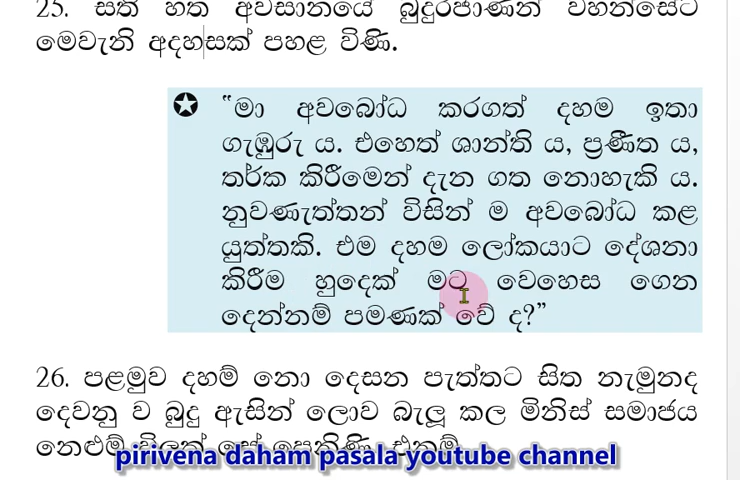 25. සති හත අවසානයේ බුදුරජාණන් වහන්සේට
මෙවැනි අදහසක් පහළ විණි.
“මා අවබෝධ කරගත් දහම ඉතා
ගැඹුරු ය. එහෙත් ශාන්ති ය, ප්‍රණීත ය,
තර්ක කිරීමෙන් දැන ගත නොහැකි ය.
නුවණැත්තන් විසින් ම අවබෝධ කළ
යුත්තකි. එම දහම ලෝකයාට දේශනා
කිරීම හුදෙක් මට වෙහෙස ගෙන
දෙන්නම් පමණක් වේ ද?”
26. පළමුව දහම් නො දෙසන පැත්තට සිත නැමුනද
දෙවනු ව බුදු ඇසින් ලොව බැලූ කල මිනිස් සමාජය
නෙළුම් විලක් සේ පෙනිණි. එනම්
pirivena daham pasala youtube channel